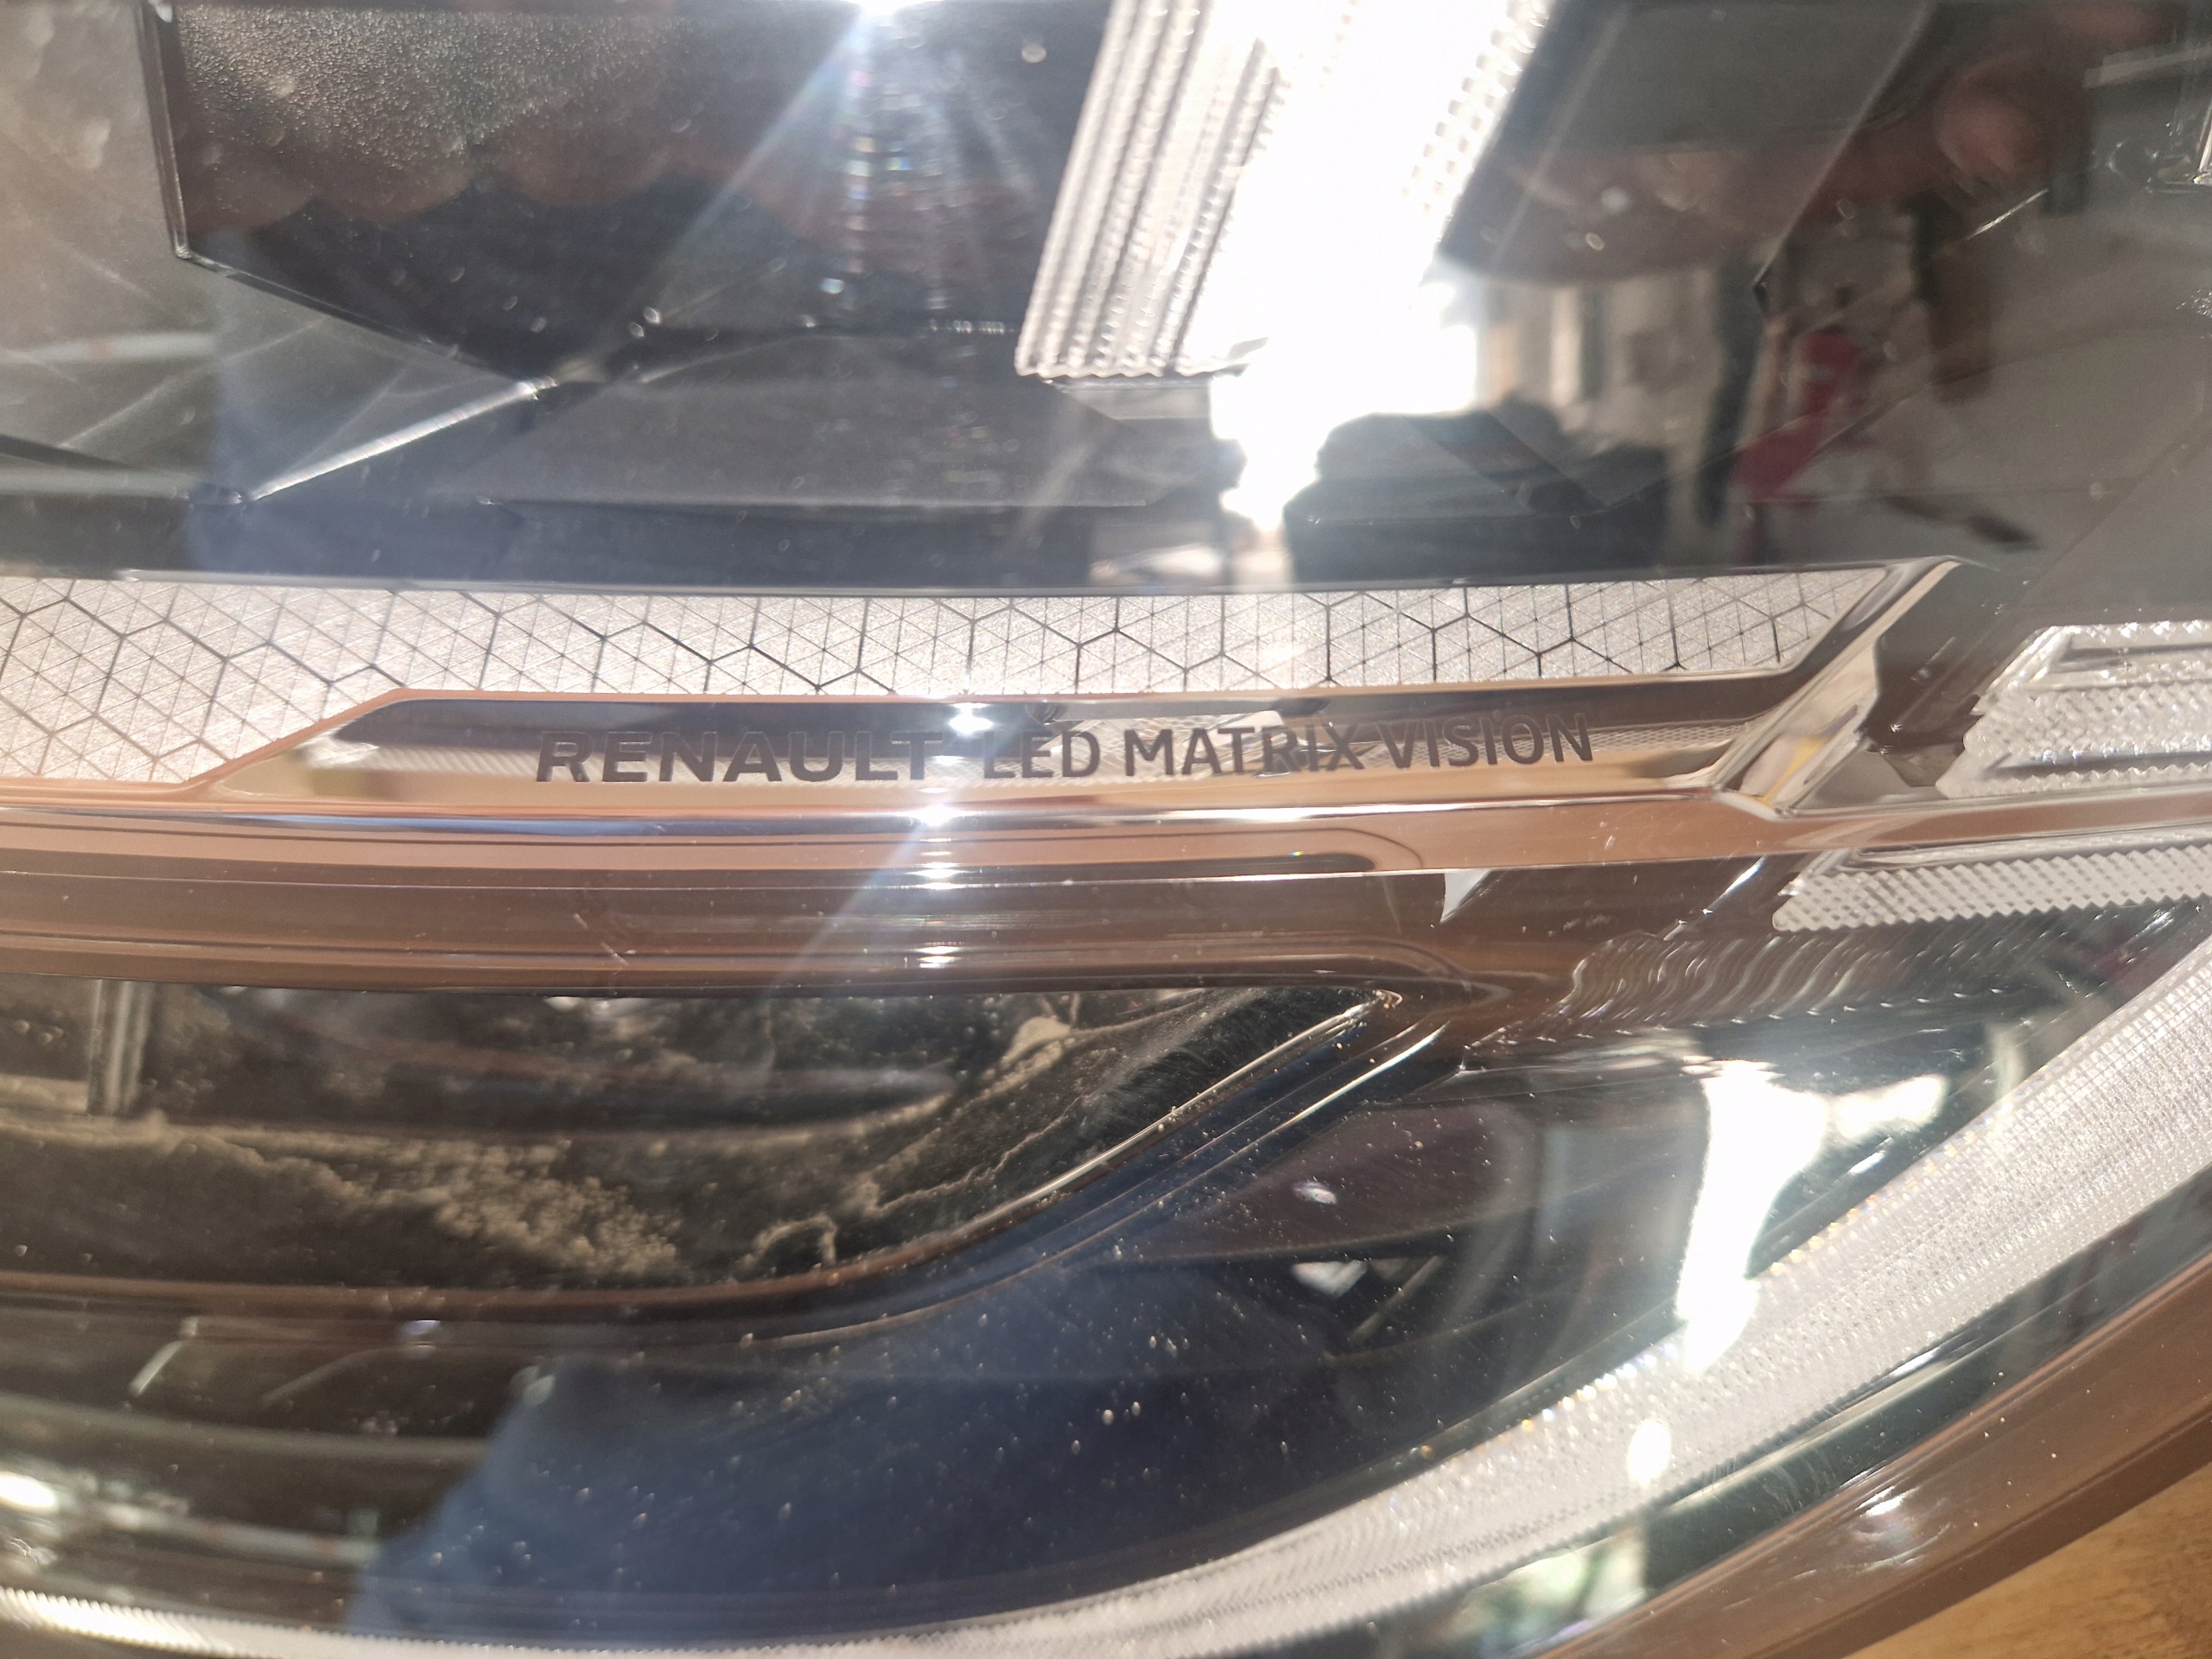 RENAULT LED MATRIX VISION